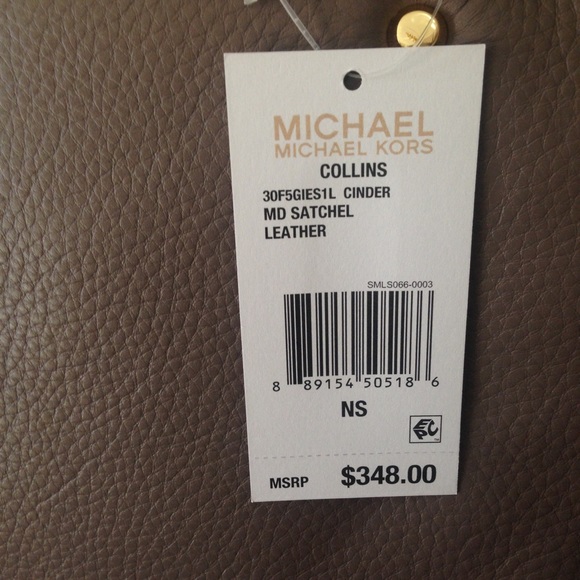 MICHAEL
MICHAEL KORS
COLLINS
30F5GIES1L CINDER
MD SATCHEL
LEATHER
SMLS066-0003
8 89154 50518 6
NS
EPC
MSRP $348.00